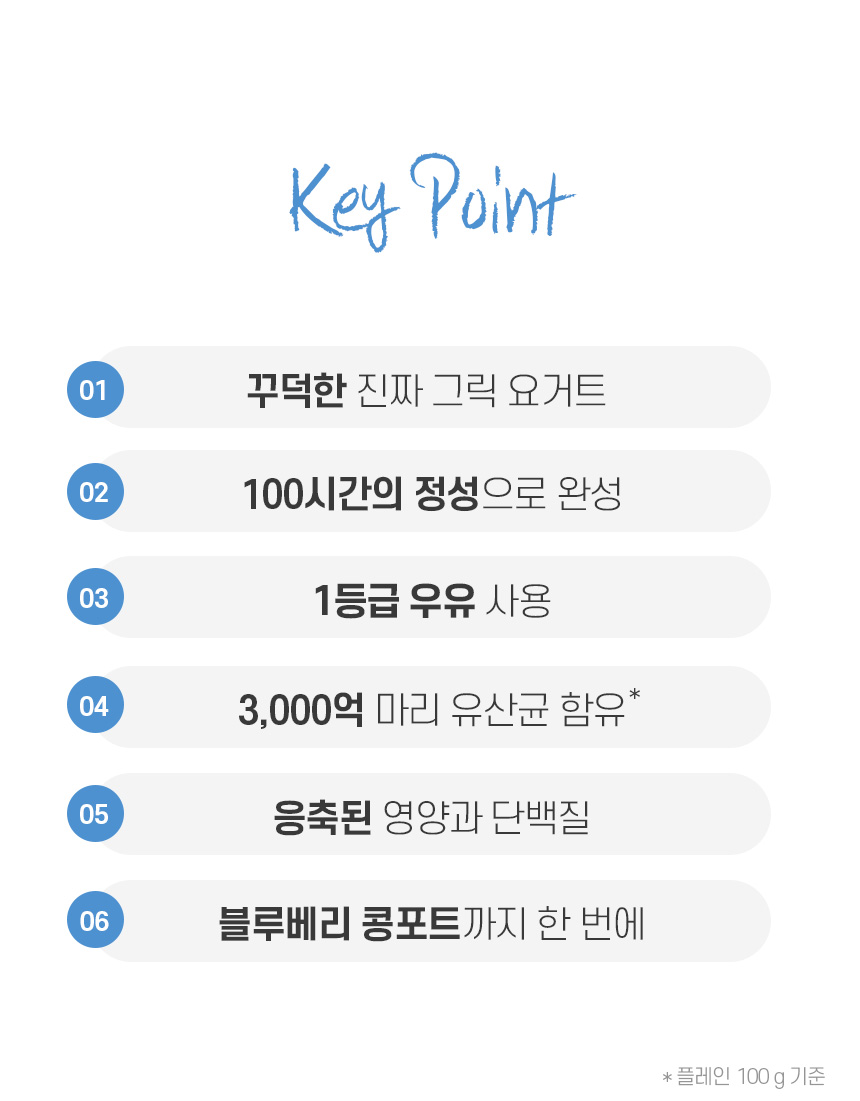 Key Point
01
꾸덕한 진짜 그릭 요거트
02
100시간의 정성으로 완성
03
1등급 우유 사용
04
3,000억 마리 유산균 함유*
05
응축된 영양과 단백질
06
블루베리 콩포트까지 한 번에
* 플레인 100 g 기준